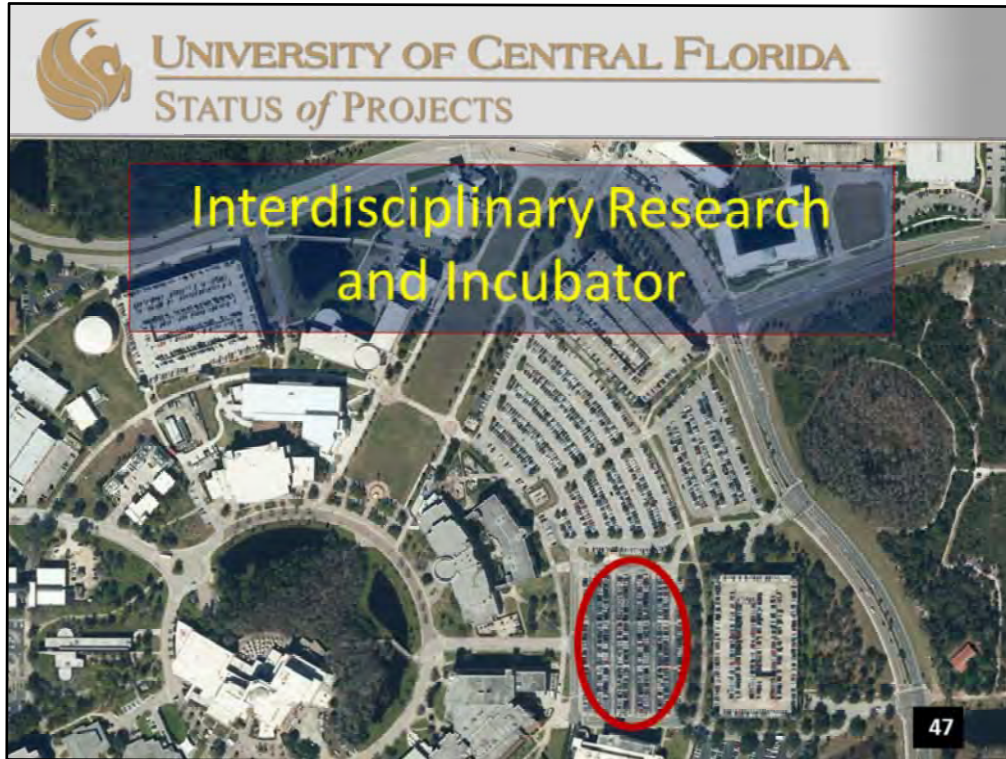 UNIVERSITY OF CENTRAL FLORIDA
STATUS of PROJECTS
Interdisciplinary Research
and Incubator
47